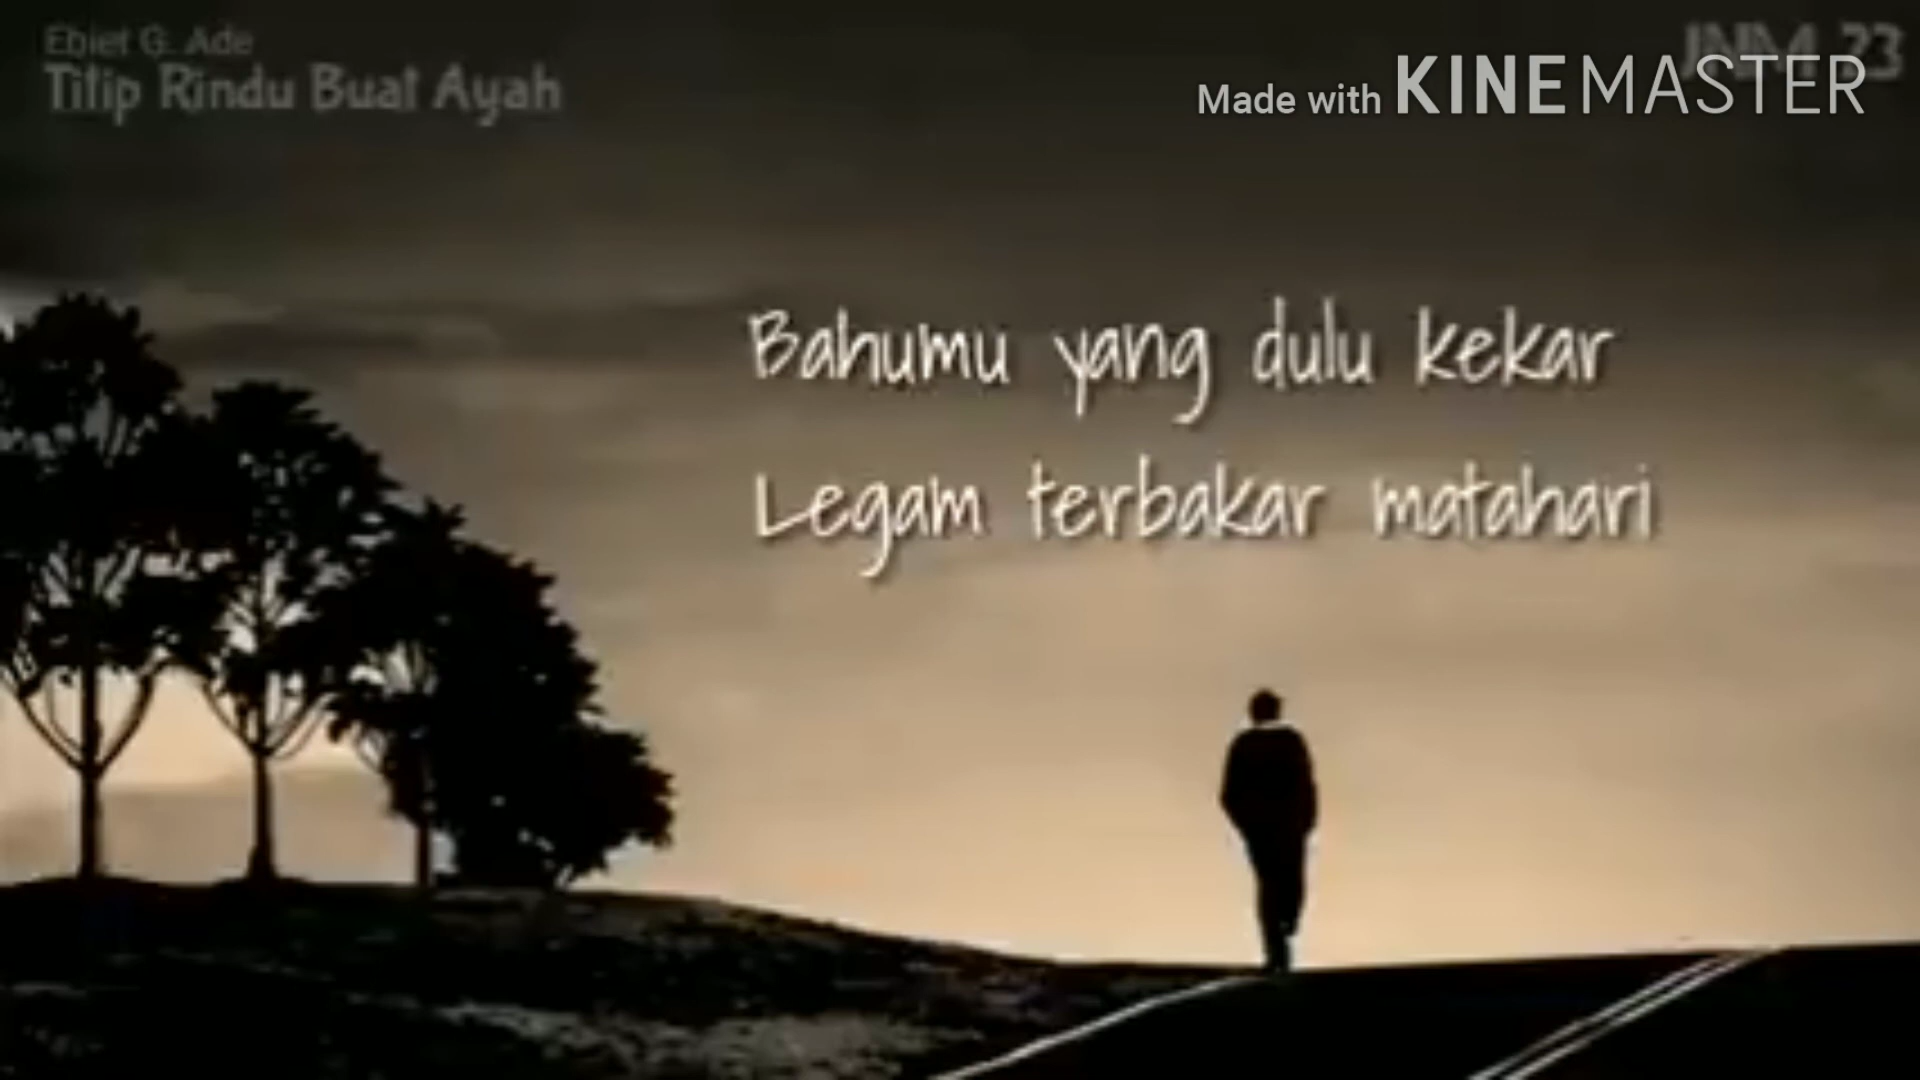 Ebiet G. Ade
Titip Rindu Buat Ayah
Made with KINEMASTER
Bahumu yang dulu kekar
Legam terbakar matahari